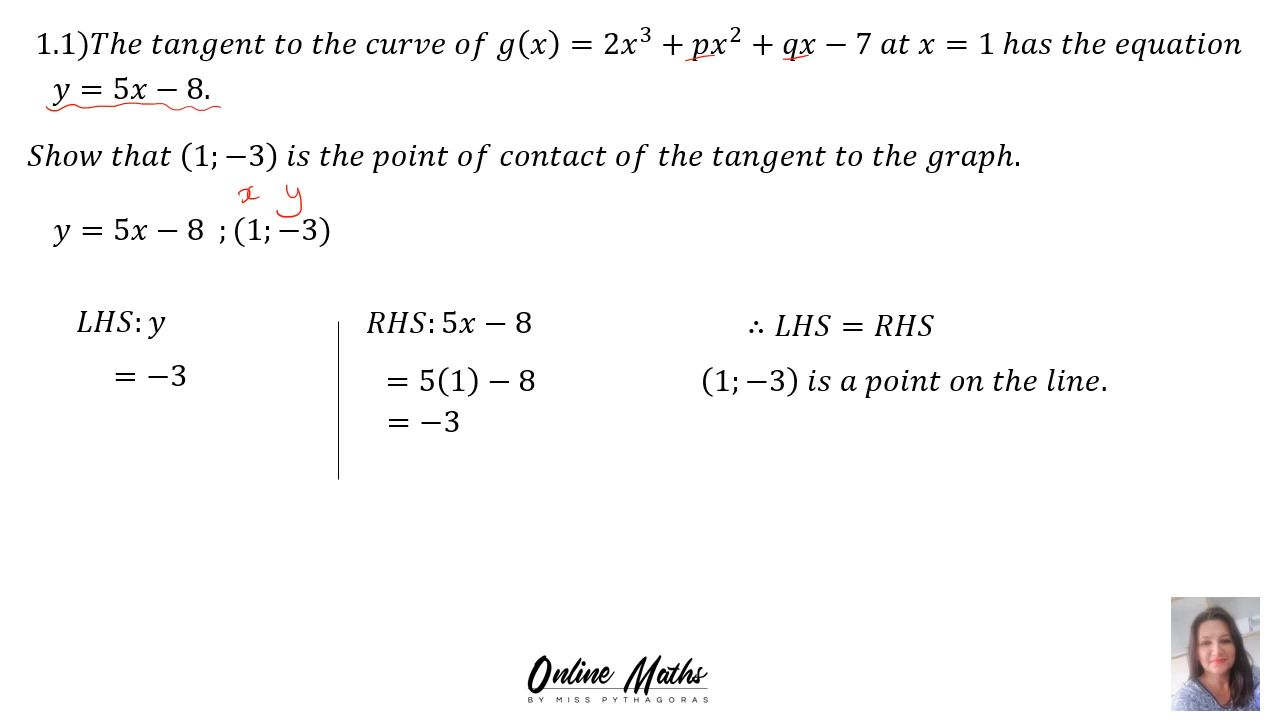 1.1)The tangent to the curve of g(x) = 2x³ + px² + qx − 7 at x = 1 has the equation
y = 5x − 8.
Show that (1; −3) is the point of contact of the tangent to the graph.
x y
y = 5x − 8 ; (1; −3)
LHS: y
= −3
RHS: 5x − 8
= 5(1) − 8
= −3
∴ LHS = RHS
(1; −3) is a point on the line.
Online Maths
BY MISS PYTHAGORAS